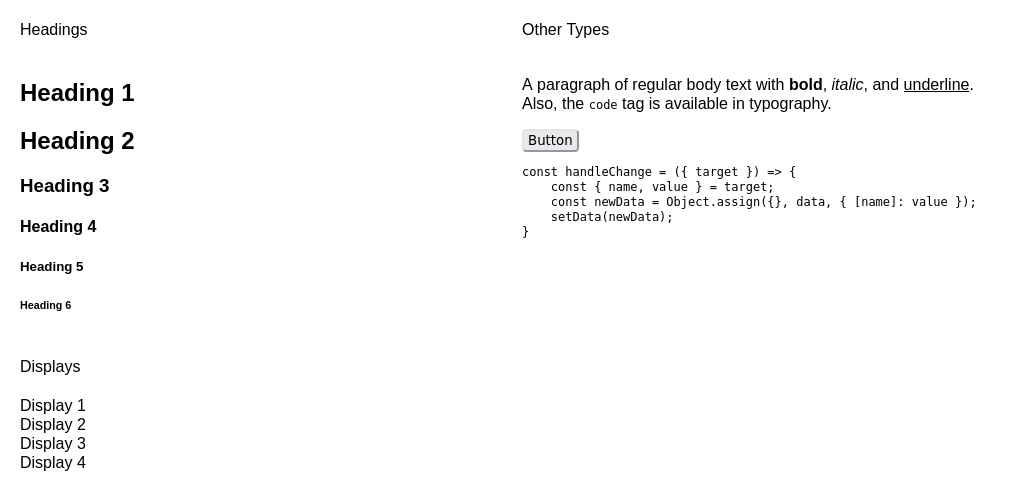 Headings
Heading 1
Heading 2
Heading 3
Heading 4
Heading 5
Heading 6
Displays
Display 1
Display 2
Display 3
Display 4
Other Types
A paragraph of regular body text with bold, italic, and underline.
Also, the code tag is available in typography.
Button
const handleChange = ({ target }) => {
    const { name, value } = target;
    const newData = Object.assign({}, data, { [name]: value });
    setData(newData);
}